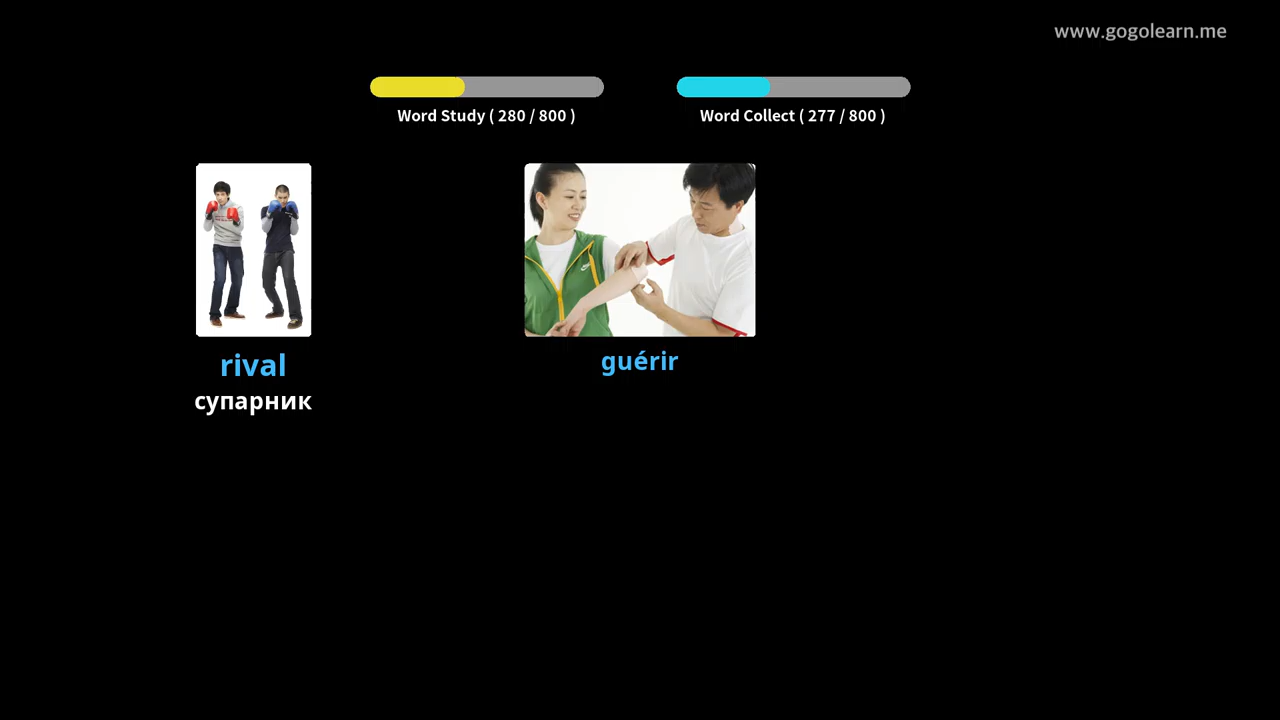 www.gogolearn.me
Word Study ( 280 / 800 )
Word Collect ( 277 / 800 )
rival
супарник
guérir